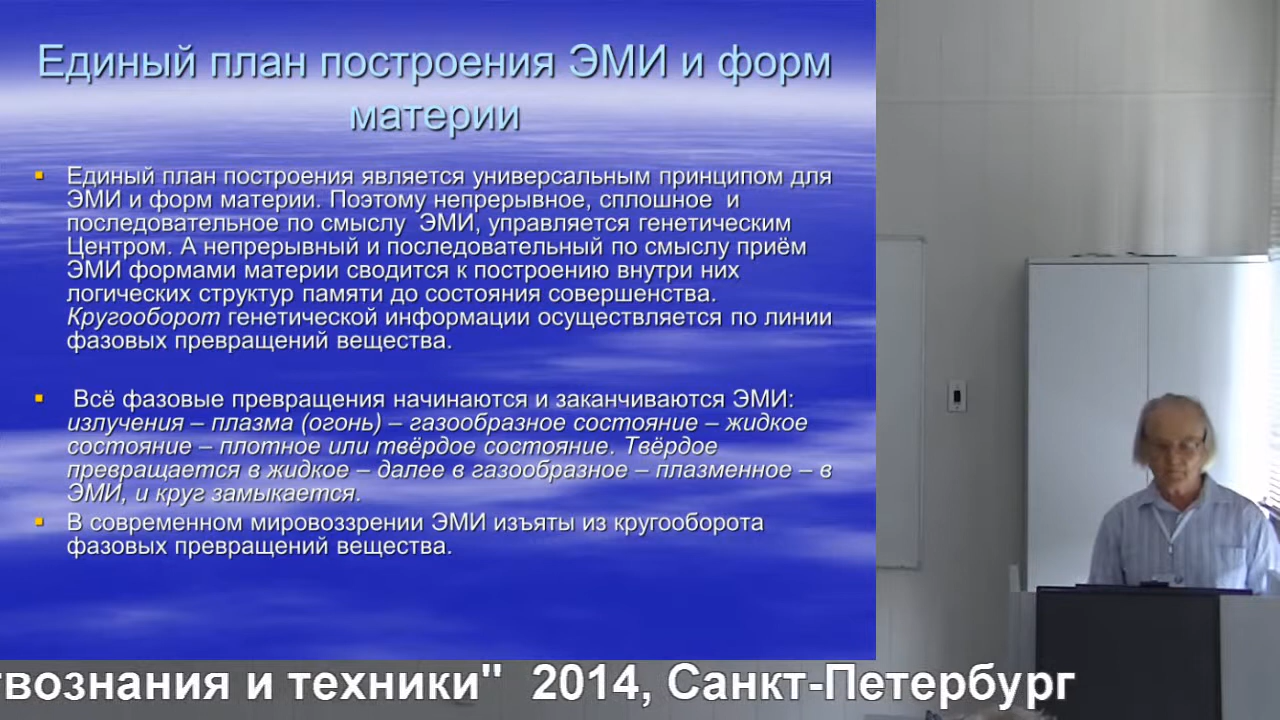 Единый план построения ЭМИ и форм
материи
Единый план построения является универсальным принципом для
ЭМИ и форм материи. Поэтому непрерывное, сплошное и
последовательное по смыслу ЭМИ, управляется генетическим
Центром. А непрерывный и последовательный по смыслу приём
ЭМИ формами материи сводится к построению внутри них
логических структур памяти до состояния совершенства.
Кругооборот генетической информации осуществляется по линии
фазовых превращений вещества.
Всё фазовые превращения начинаются и заканчиваются ЭМИ:
излучения – плазма (огонь) – газообразное состояние – жидкое
состояние – плотное или твёрдое состояние. Твёрдое
превращается в жидкое – далее в газообразное – плазменное – в
ЭМИ, и круг замыкается.
В современном мировоззрении ЭМИ изъяты из кругооборота
фазовых превращений вещества.
твознания и техники" 2014, Санкт-Петербург